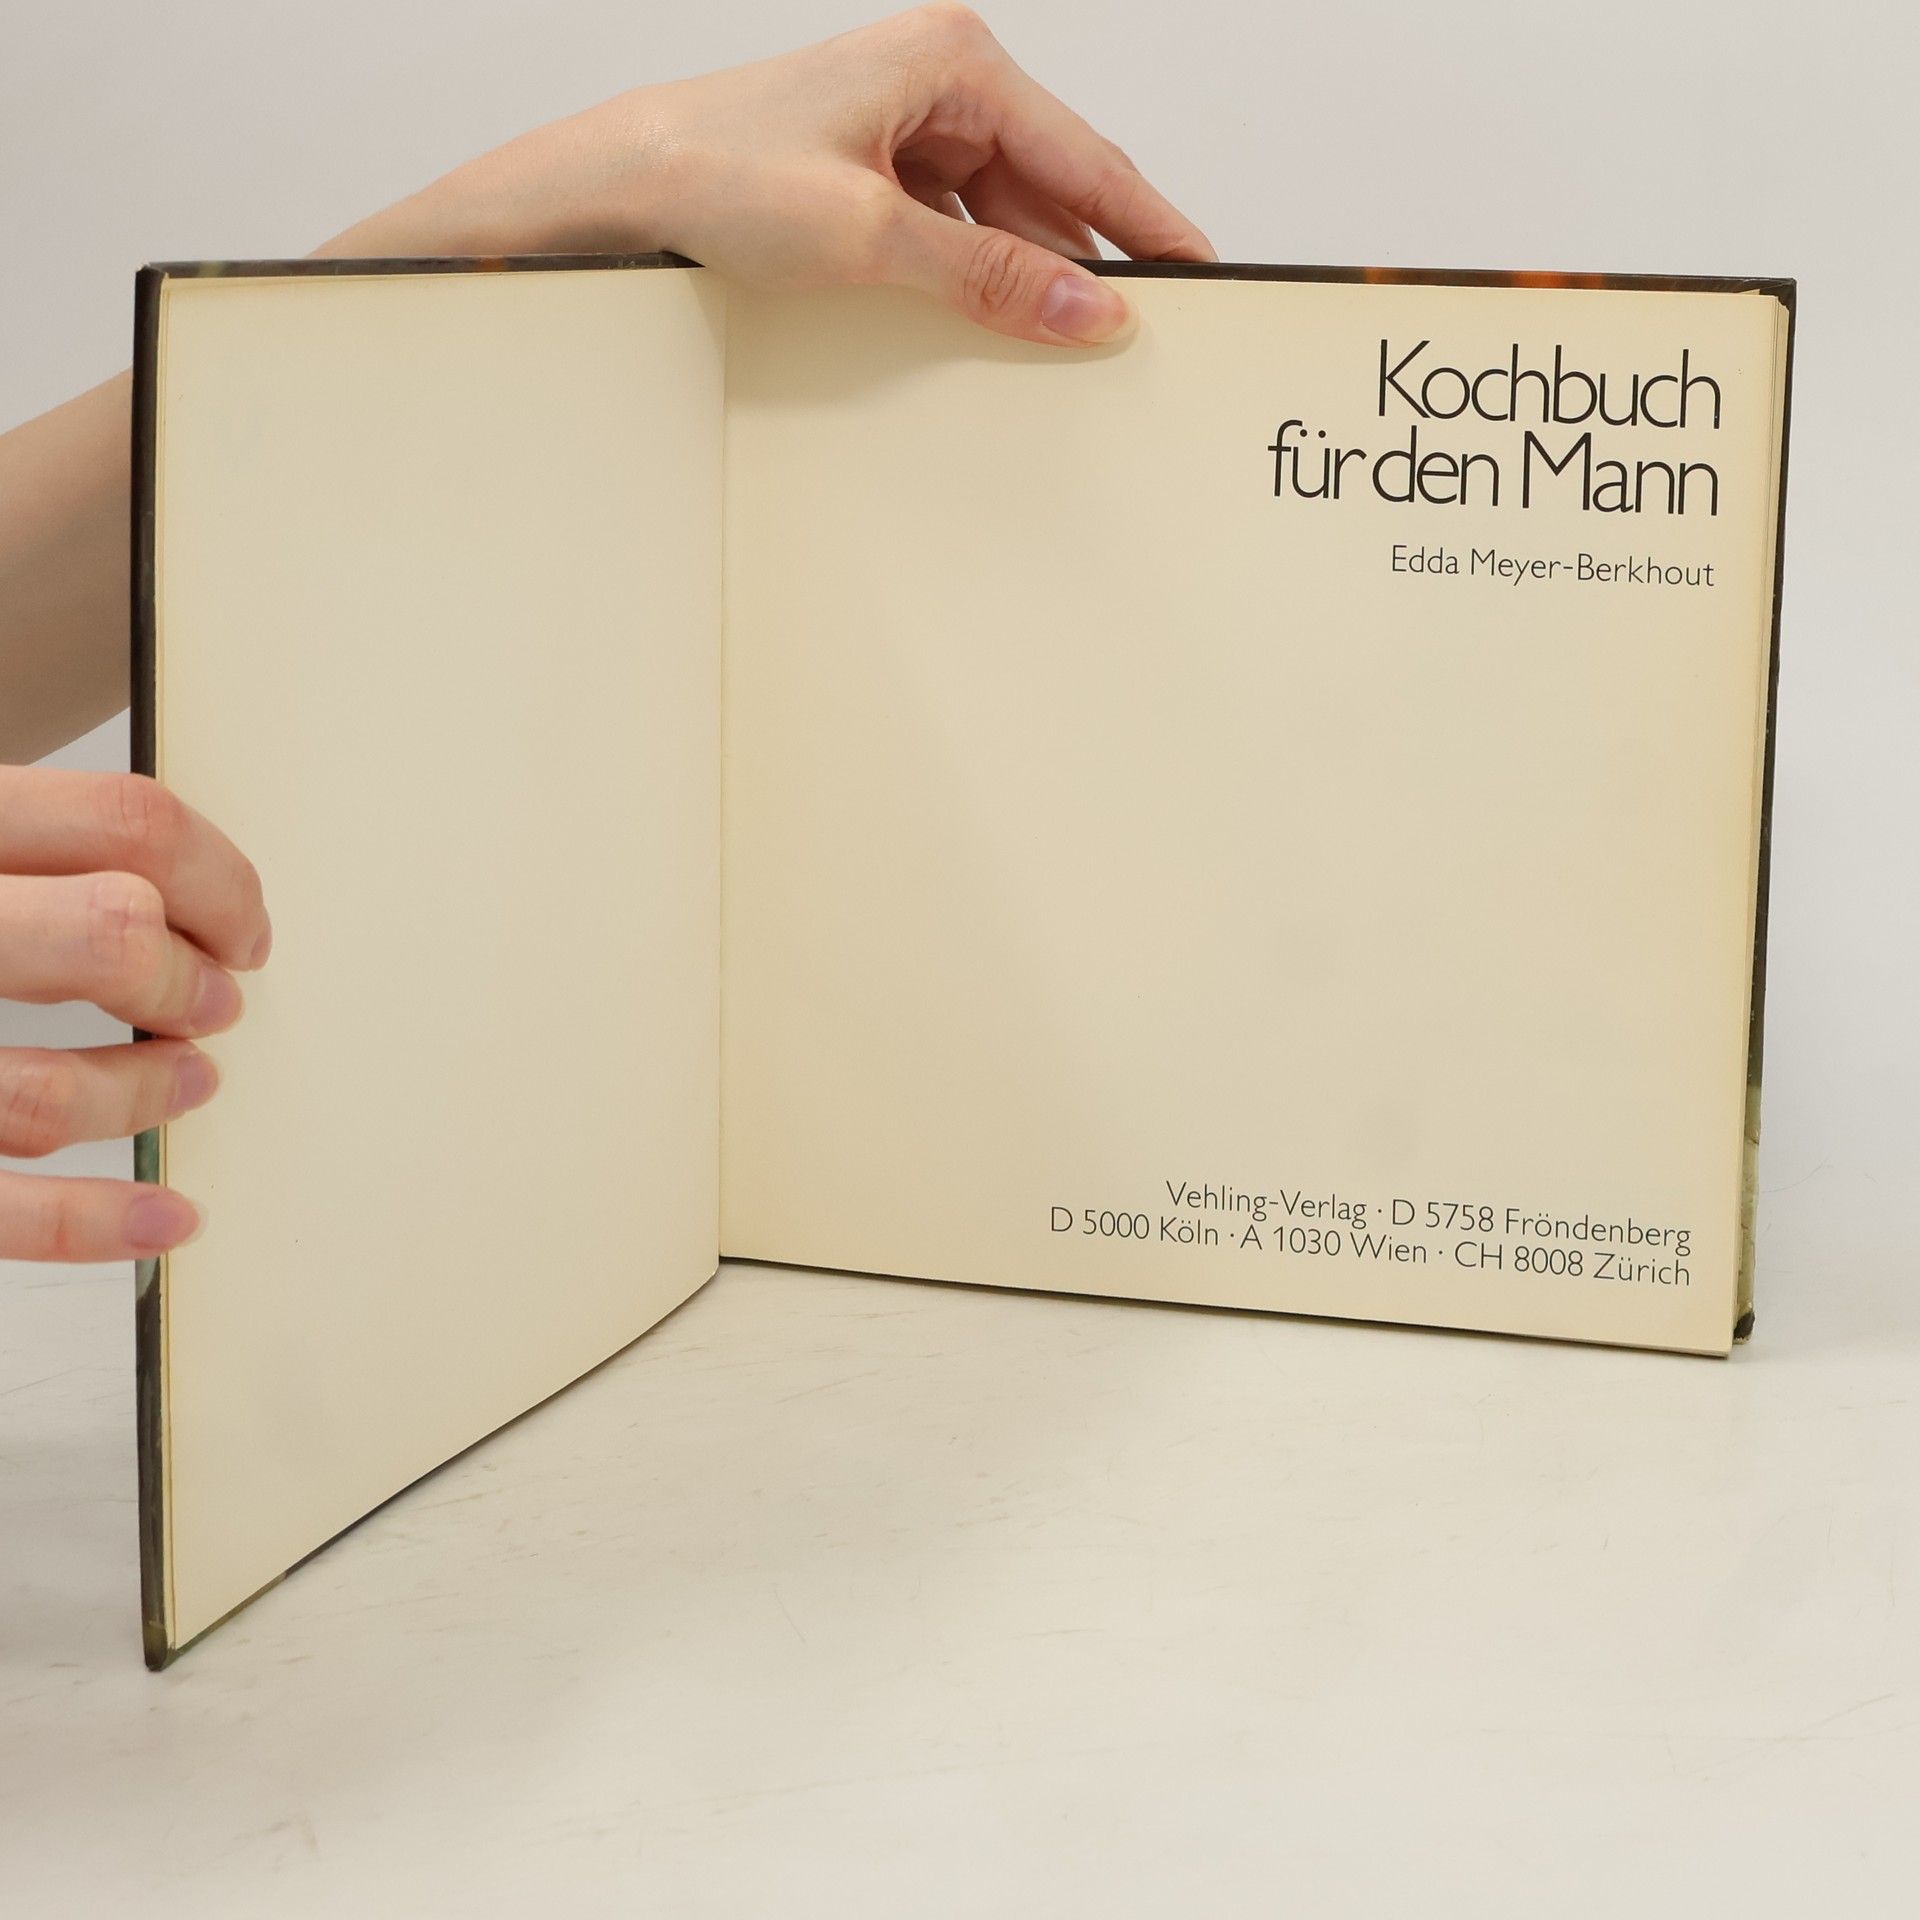 Kochbuch
für den Mann
Edda Meyer-Berkhout
Vehling-Verlag · D 5758 Fröndenberg
D 5000 Köln · A 1030 Wien · CH 8008 Zürich